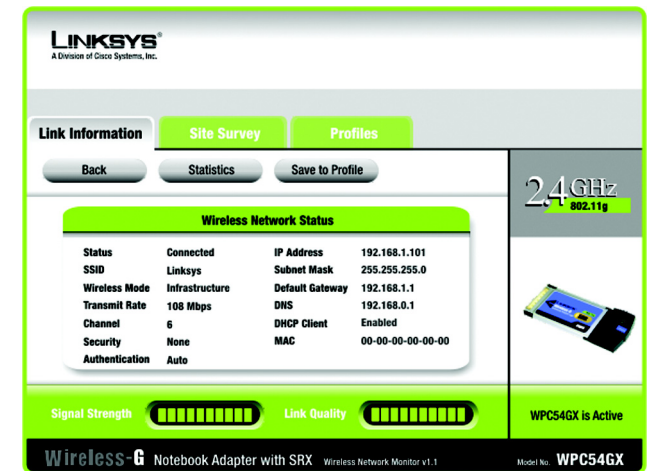 LINKSYS®
A Division of Cisco Systems, Inc.
Link Information Site Survey Profiles
Back Statistics Save to Profile
2.4GHz
802.11g
Wireless Network Status
Status Connected IP Address 192.168.1.101
SSID Linksys Subnet Mask 255.255.255.0
Wireless Mode Infrastructure Default Gateway 192.168.1.1
Transmit Rate 108 Mbps DNS 192.168.0.1
Channel 6 DHCP Client Enabled
Security None MAC 00-00-00-00-00-00
Authentication Auto
Signal Strength Link Quality WPC54GX is Active
Wireless-G Notebook Adapter with SRX Wireless Network Monitor v1.1 Model No. WPC54GX